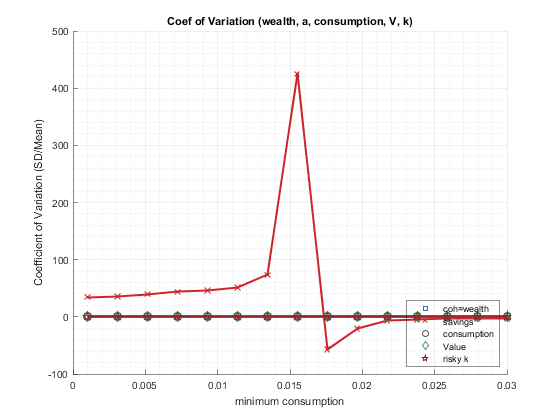 Coef of Variation (wealth, a, consumption, V, k)
500
400
300
200
100
0
-100
Coefficient of Variation (SD/Mean)
0 0.005 0.01 0.015 0.02 0.025 0.03
minimum consumption
coh=wealth
savings
consumption
Value
risky k